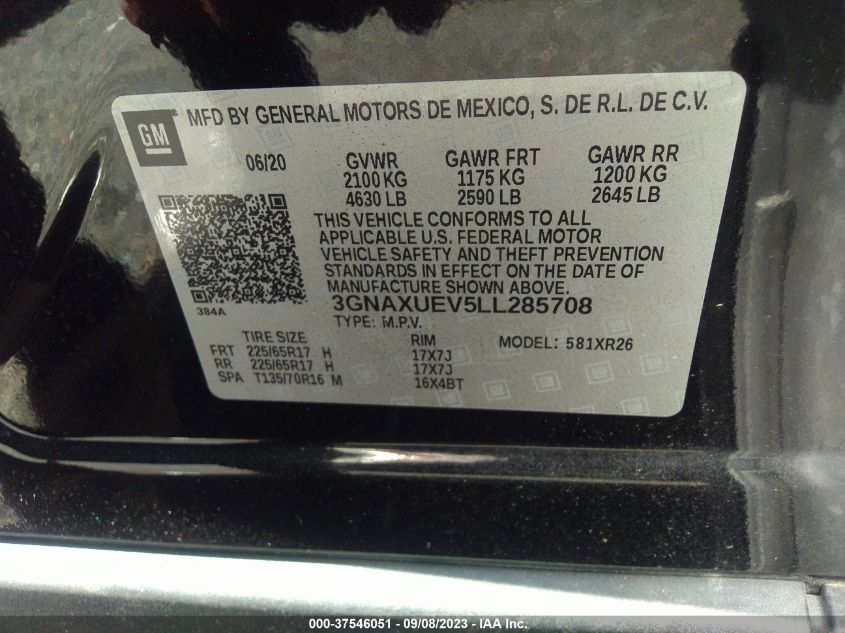 MFD BY GENERAL MOTORS DE MEXICO, S. DE R.L. DE C.V.
GM
06/20 GVWR GAWR FRT GAWR RR
2100 KG 1175 KG 1200 KG
4630 LB 2590 LB 2645 LB
THIS VEHICLE CONFORMS TO ALL
APPLICABLE U.S. FEDERAL MOTOR
VEHICLE SAFETY AND THEFT PREVENTION
STANDARDS IN EFFECT ON THE DATE OF
MANUFACTURE SHOWN ABOVE.
384A
3GNAXUEV5LL285708
TYPE: M.P.V.
TIRE SIZE RIM MODEL: 581XR26
FRT 225/65R17 H 17X7J
RR 225/65R17 H 17X7J
SPA T135/70R16 M 16X4BT
000-37546051 - 09/08/2023 - IAA Inc.